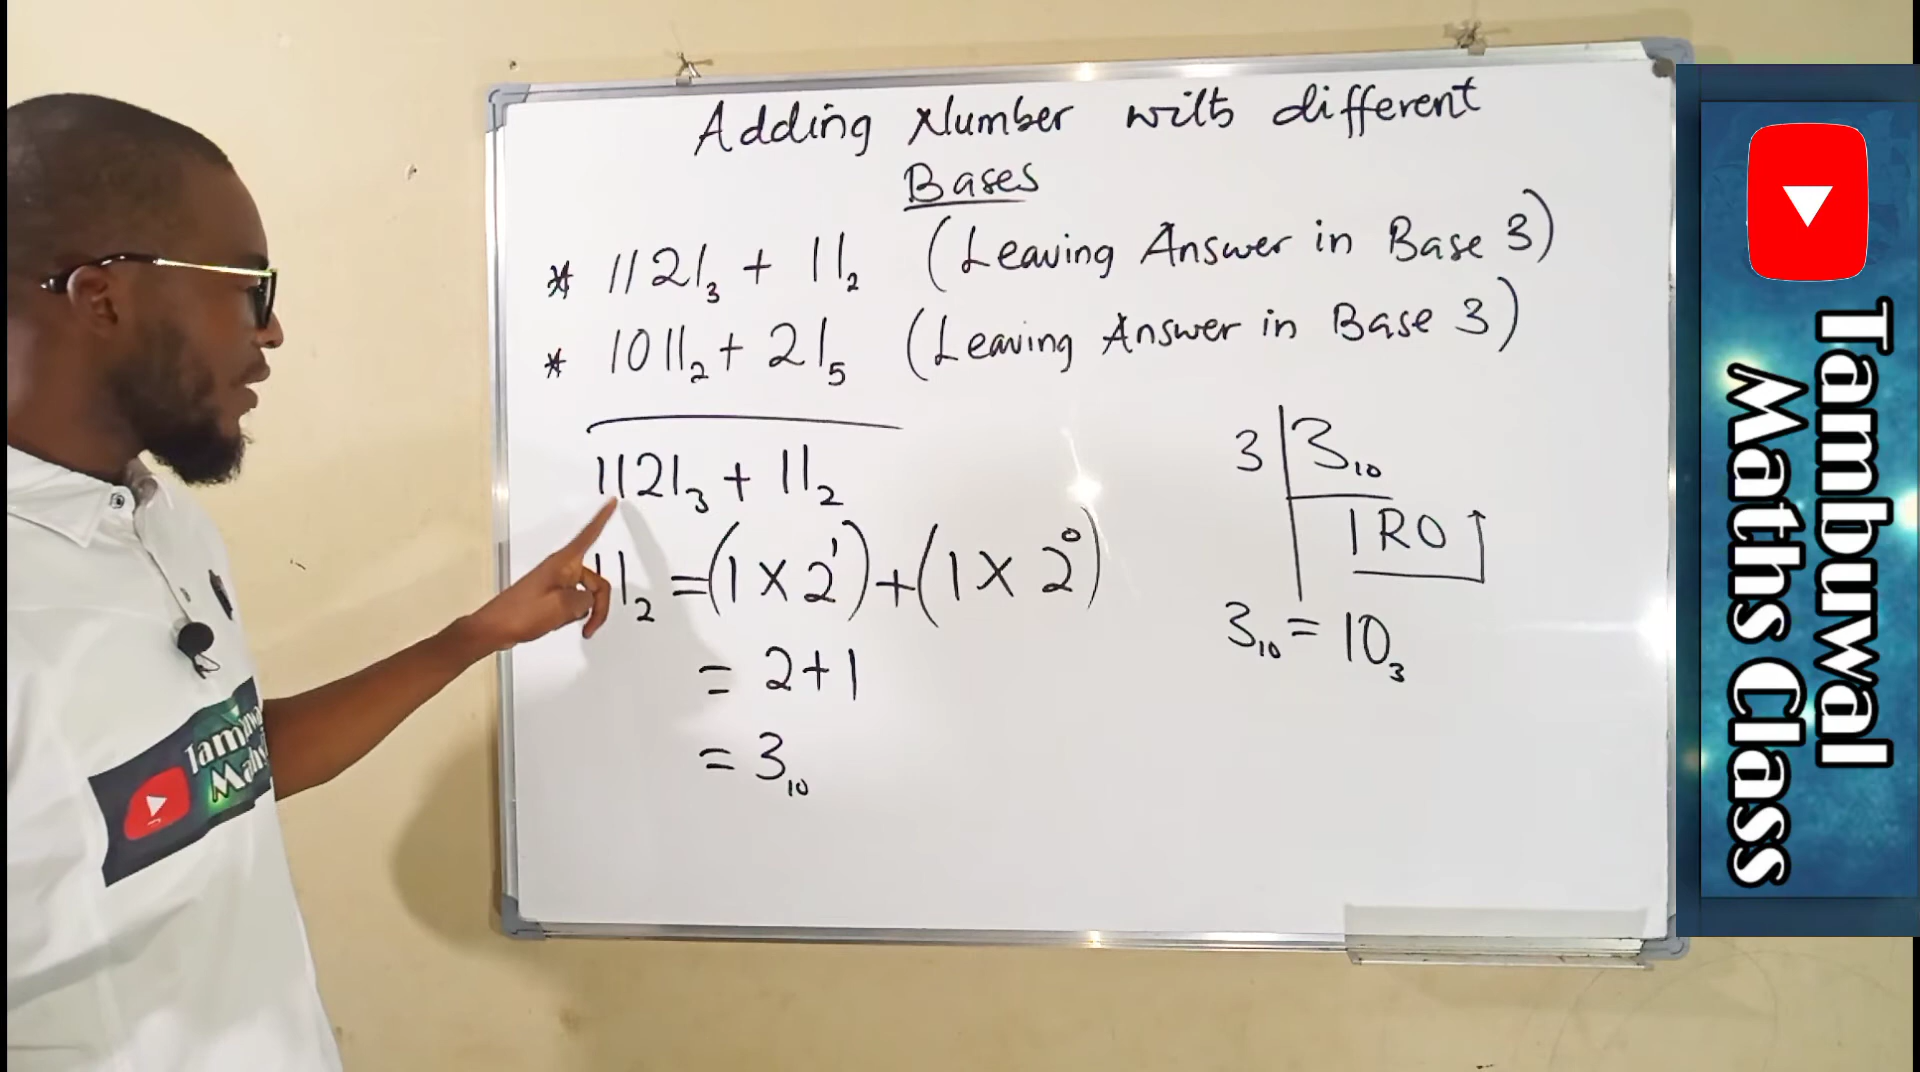 Adding Number with different
Bases
* 1121₃ + 11₂ (Leaving Answer in Base 3)
* 1011₂ + 21₅ (Leaving Answer in Base 3)
1121₃ + 11₂
11₂ = (1 X 2¹) + (1 X 2⁰)
= 2 + 1
= 3₁₀
3 | 3₁₀
1 R 0
3₁₀ = 10₃
Tambuwal
Maths Class